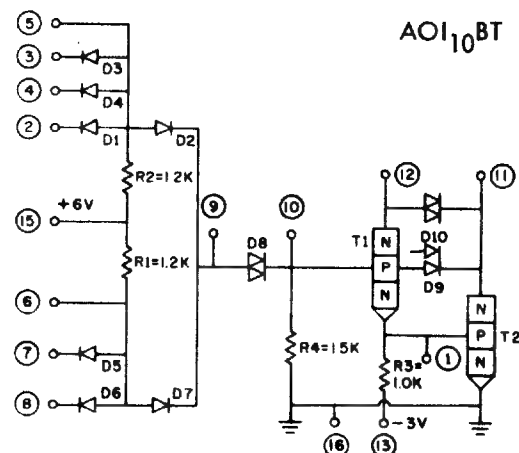 AOI10BT
5
3
D3
4
D4
2
D1
D2
R2=1.2K
+6V
15
R1=1.2K
9
D8
10
12
11
T1
N
P
N
D10
D9
6
7
D5
8
D6
D7
R4=15K
R3=
1.0K
1
N
P
N
T2
-3V
16
13